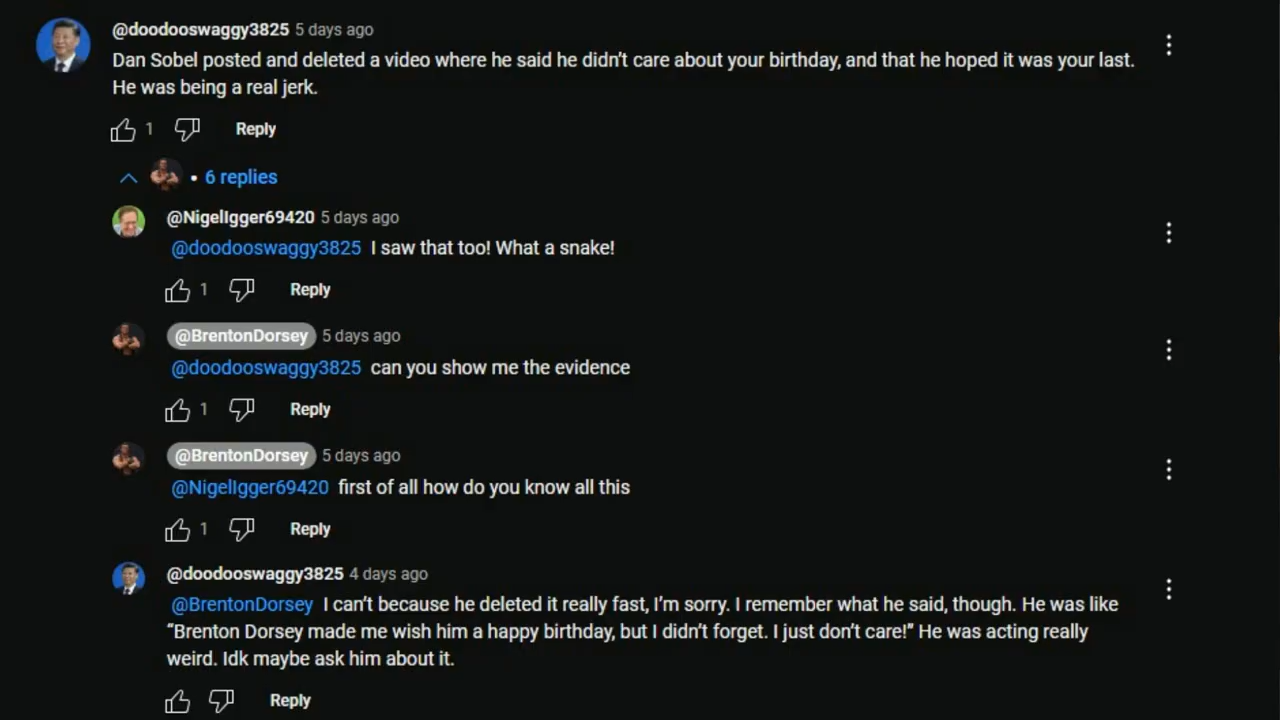 @doodooswaggy3825 5 days ago
Dan Sobel posted and deleted a video where he said he didn't care about your birthday, and that he hoped it was your last.
He was being a real jerk.
1 Reply
• 6 replies
@NigelIgger69420 5 days ago
@doodooswaggy3825 I saw that too! What a snake!
1 Reply
@BrentonDorsey 5 days ago
@doodooswaggy3825 can you show me the evidence
1 Reply
@BrentonDorsey 5 days ago
@NigelIgger69420 first of all how do you know all this
1 Reply
@doodooswaggy3825 4 days ago
@BrentonDorsey I can't because he deleted it really fast, I'm sorry. I remember what he said, though. He was like
“Brenton Dorsey made me wish him a happy birthday, but I didn't forget. I just don't care!” He was acting really
weird. Idk maybe ask him about it.
Reply